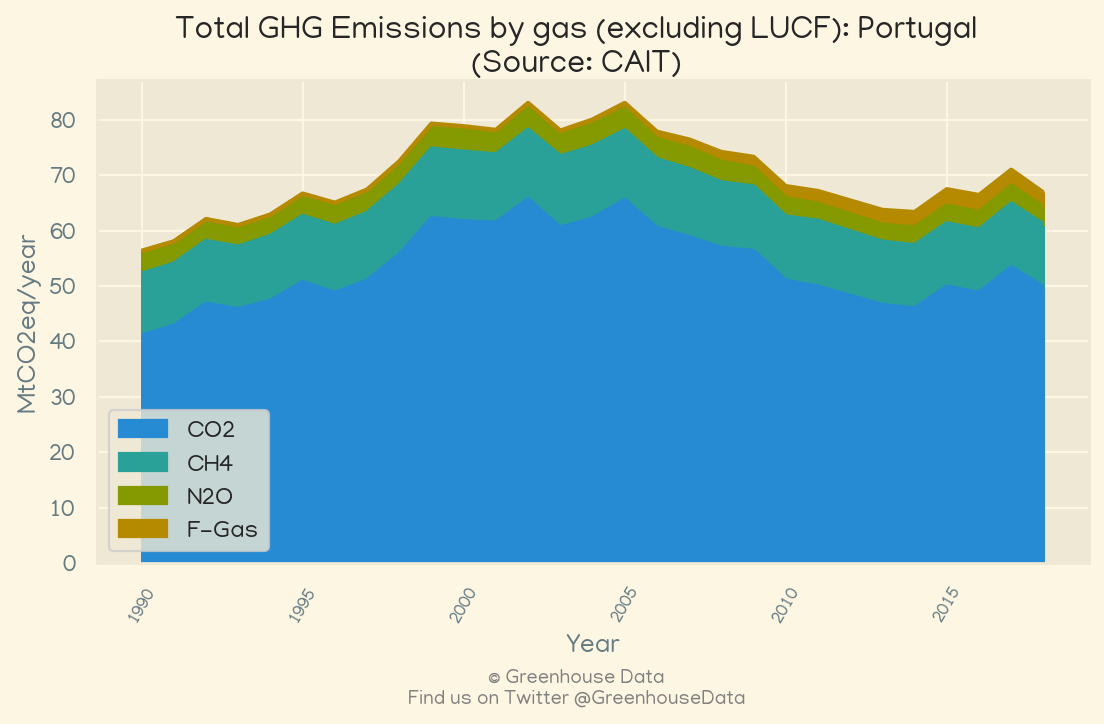 Total GHG Emissions by gas (excluding LUCF): Portugal
(Source: CAIT)
MtCO2eq/year
80
70
60
50
40
30
20
10
0
CO2
CH4
N2O
F-Gas
1990
1995
2000
2005
2010
2015
Year
© Greenhouse Data
Find us on Twitter @GreenhouseData